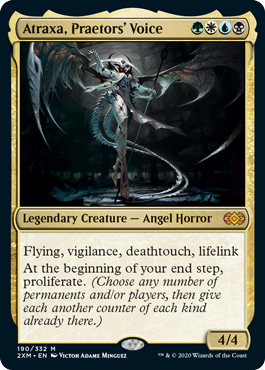 Atraxa, Praetors' Voice
Legendary Creature — Angel Horror
Flying, vigilance, deathtouch, lifelink
At the beginning of your end step,
proliferate. (Choose any number of
permanents and/or players, then give
each another counter of each kind
already there.)
4/4
190/332 M
2XM • EN VICTOR ADAME MINGUEZ
™ & © 2020 Wizards of the Coast